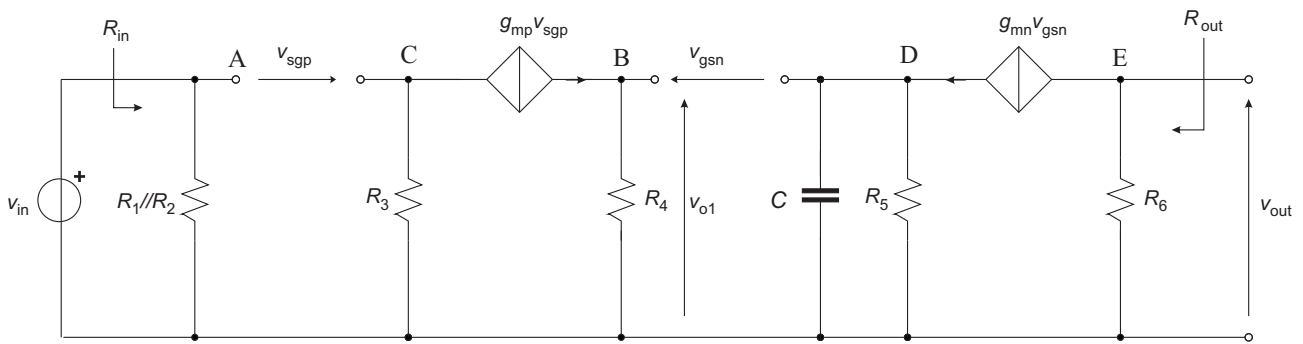 R_in
A
v_sgp
C
g_mp v_sgp
B
v_gsn
D
g_mn v_gsn
E
R_out
+
v_in
R_1//R_2
R_3
R_4
v_o1
C
R_5
R_6
v_out